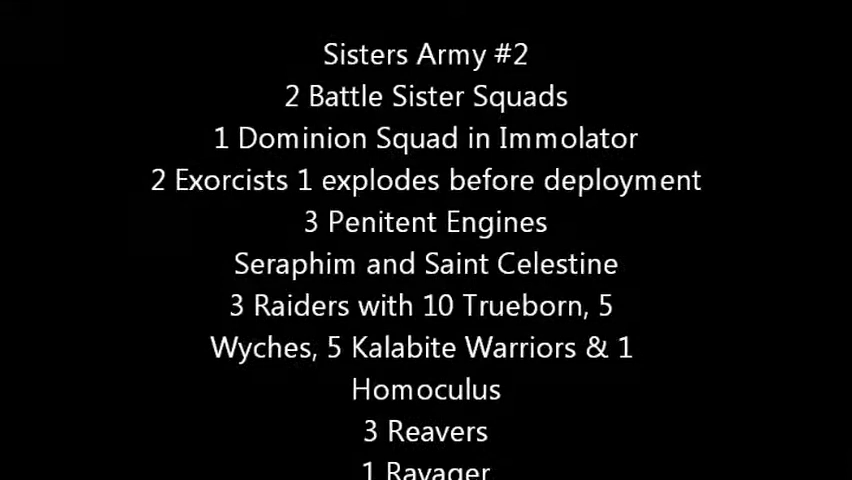 Sisters Army #2
2 Battle Sister Squads
1 Dominion Squad in Immolator
2 Exorcists 1 explodes before deployment
3 Penitent Engines
Seraphim and Saint Celestine
3 Raiders with 10 Trueborn, 5
Wyches, 5 Kalabite Warriors & 1
Homoculus
3 Reavers
1 Ravager